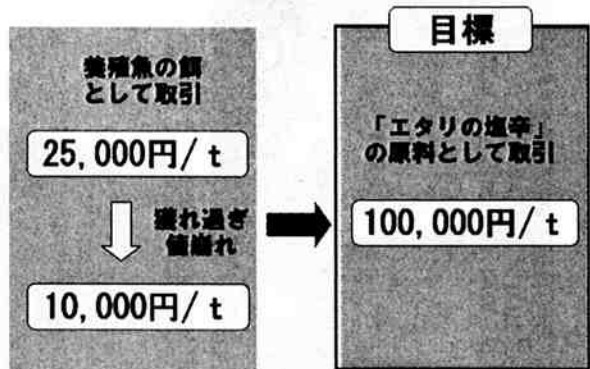 養殖魚の餌
として取引
25,000円/t
獲れ過ぎ
値崩れ
10,000円/t
目標
「エタリの塩辛」
の原料として取引
100,000円/t